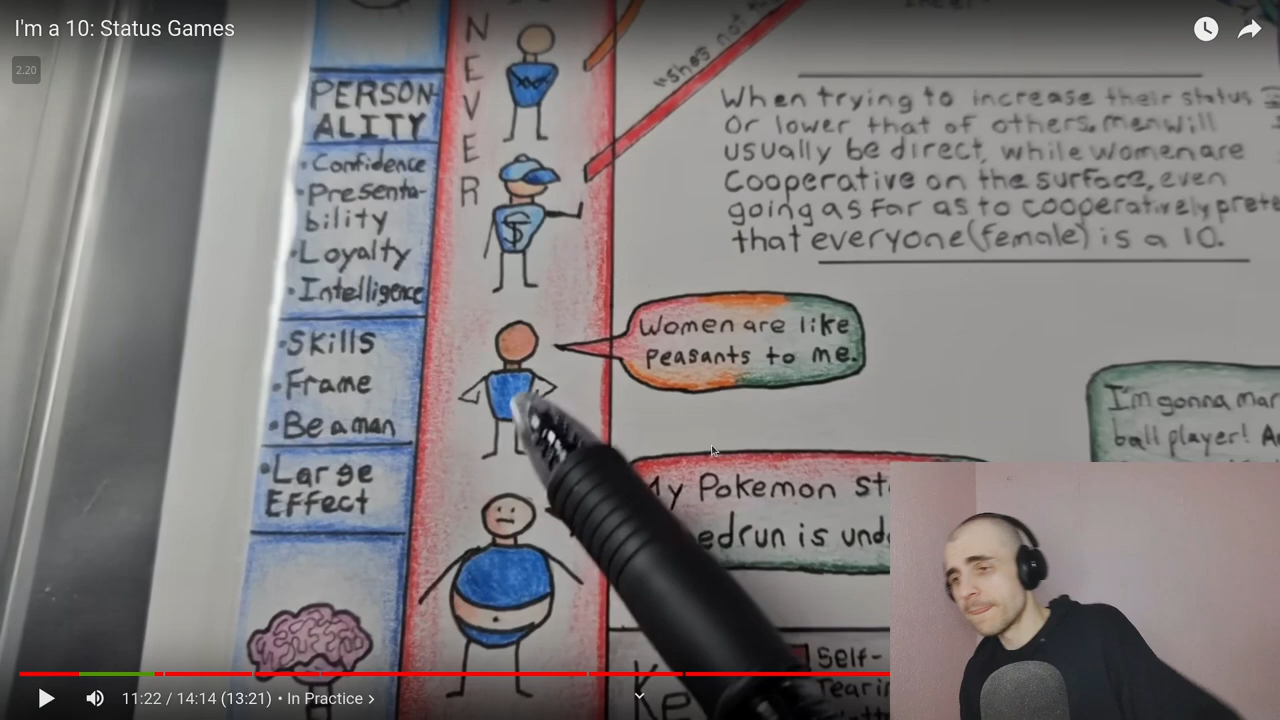 I'm a 10: Status Games
2.20
PERSON-
ALITY
•Confidence
•Presenta-
bility
•Loyalty
•Intelligence
•Skills
•Frame
•Be a man
•Large
Effect
NEVER
"She's not
When trying to increase their status
or lower that of others, men will
usually be direct, while women are
cooperative on the surface, even
going as far as to cooperatively prete
that everyone (female) is a 10.
Women are like
peasants to me.
I'm gonna mar
ball player! A
My Pokemon st
edrun is und
Self-
Ke
11:22 / 14:14 (13:21) • In Practice >